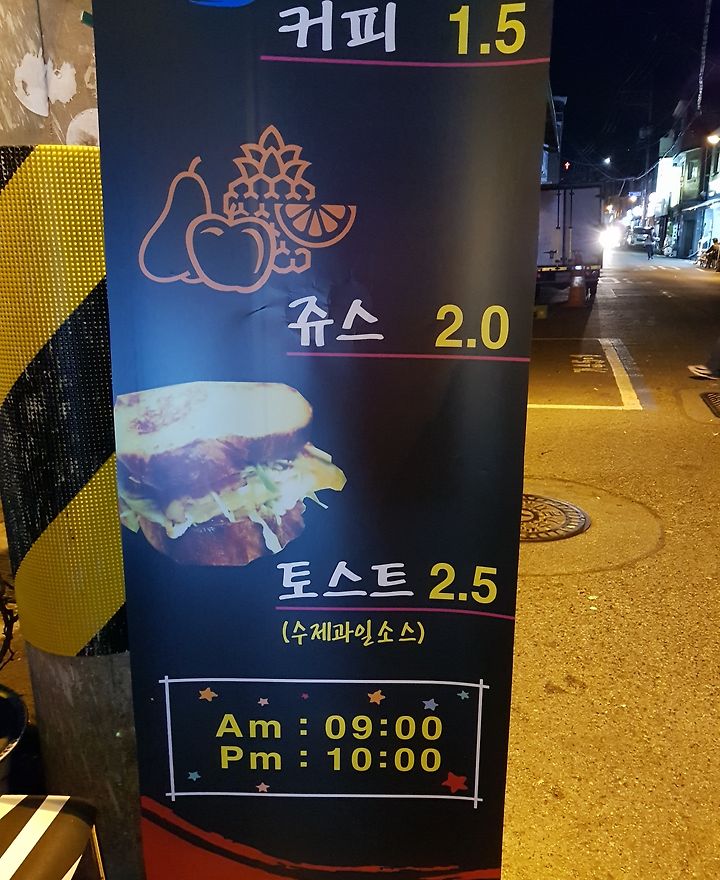 커피 1.5
쥬스 2.0
토스트 2.5
(수제과일소스)
Am : 09:00
Pm : 10:00